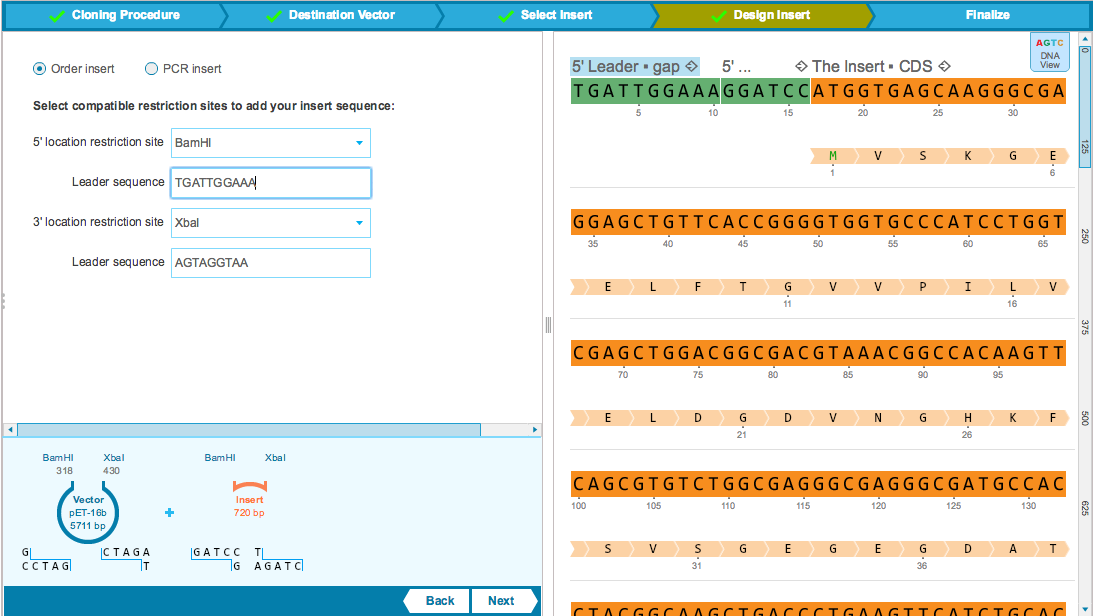 Cloning Procedure
Destination Vector
Select Insert
Design Insert
Finalize
Order insert
PCR insert
Select compatible restriction sites to add your insert sequence:
5' location restriction site
BamHI
Leader sequence
TGATTGGAAA
3' location restriction site
XbaI
Leader sequence
AGTAGGTAA
BamHI
XbaI
BamHI
XbaI
318
430
Vector
pET-16b
5711 bp
Insert
720 bp
G
CTAGA
GATCC
T
CCTAG
T
G
AGATC
Back
Next
AGTC
DNA
View
5' Leader ▪ gap
5' ...
The Insert ▪ CDS
TGATTGGAAAGGATCCATGGTGAGCAAGGGCGA
5 10 15 20 25 30
M V S K G E
1 6
GGAGCTGTTCACCGGGGTGGTGCCCATCCTGGT
35 40 45 50 55 60 65
E L F T G V V P I L V
11 16
CGAGCTGGACGGCGACGTAAACGGCCACAAGTT
70 75 80 85 90 95
E L D G D V N G H K F
21 26
CAGCGTGTCTGGCGAGGGCGAGGGCGATGCCAC
100 105 110 115 120 125 130
S V S G E G E G D A T
31 36
CTACGGCAAGCTGACCCTGAAGTTCATCTGCAC
0
125
250
375
500
625